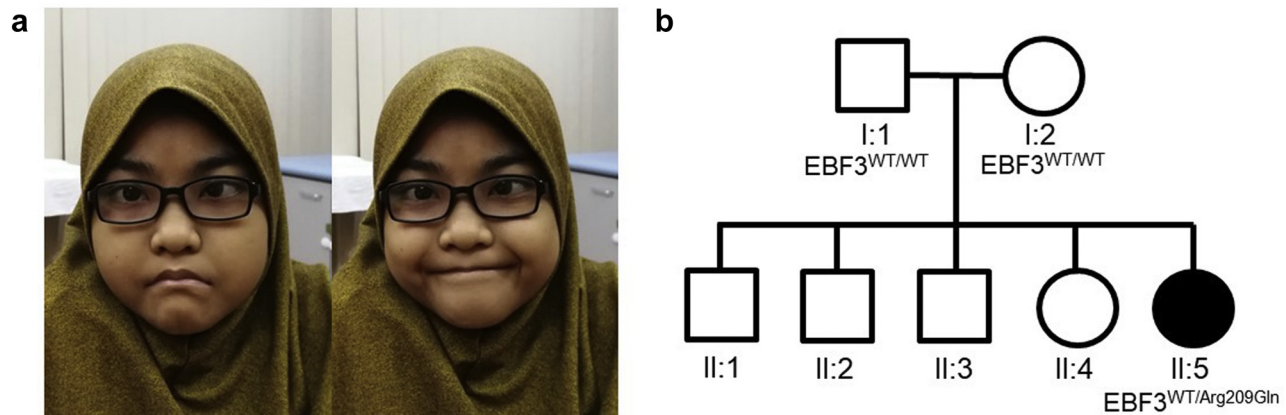 a
b
I:1
I:2
EBF3WT/WT
EBF3WT/WT
II:1
II:2
II:3
II:4
II:5
EBF3WT/Arg209Gln